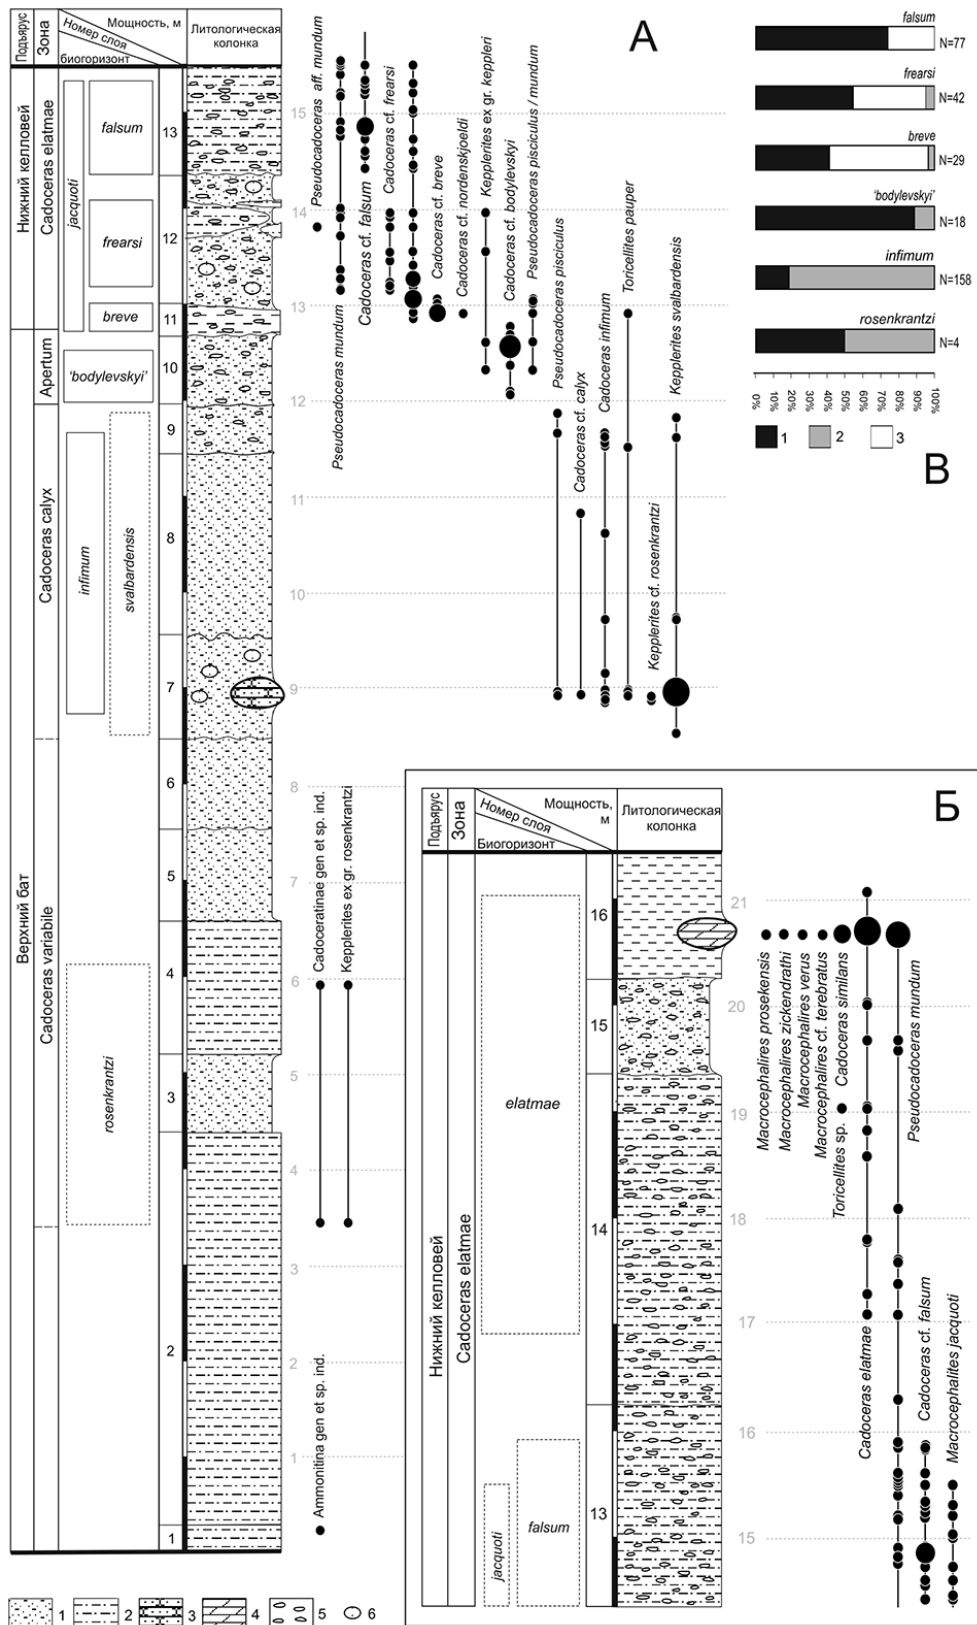 А
Подъярус
Зона
Номер слоя
биогоризонт
Мощность, м
Литологическая
колонка
Нижний келловей
Верхний бат
Cadoceras elatmae
Apertum
Cadoceras calyx
Cadoceras variabile
jacquoti
falsum
frearsi
breve
'bodylevskyi'
infimum
svalbardensis
rosenkrantzi
13
12
11
10
9
8
7
6
5
4
3
2
1
15
14
13
12
11
10
9
8
7
6
5
4
3
2
1
Pseudocadoceras aff. mundum
Pseudocadoceras mundum
Cadoceras cf. falsum
Cadoceras cf. frearsi
Cadoceras cf. breve
Cadoceras cf. nordenskjoeldi
Kepplerites ex gr. keppleri
Cadoceras cf. bodylevskyi
Pseudocadoceras pisciculus / mundum
Pseudocadoceras pisciculus
Cadoceras cf. calyx
Cadoceras infimum
Toricellites pauper
Kepplerites cf. rosenkrantzi
Kepplerites svalbardensis
Cadoceratinae gen et sp. ind.
Kepplerites ex gr. rosenkrantzi
Ammonitina gen et sp. ind.
falsum
N=77
frearsi
N=42
breve
N=29
'bodylevskyi'
N=18
infimum
N=158
rosenkrantzi
N=4
0%
10%
20%
30%
40%
50%
60%
70%
80%
90%
100%
1 2 3
В
Б
Подъярус
Зона
Номер слоя
Биогоризонт
Мощность,
м
Литологическая
колонка
Нижний келловей
Cadoceras elatmae
elatmae
jacquoti
falsum
16
15
14
13
21
20
19
18
17
16
15
Macrocephalires prosekensis
Macrocephalires zickendrathi
Macrocephalires verus
Macrocephalires cf. terebratus
Toricellites sp.
Cadoceras similans
Cadoceras elatmae
Pseudocadoceras mundum
Cadoceras cf. falsum
Macrocephalites jacquoti
1 2 3 4 5 6